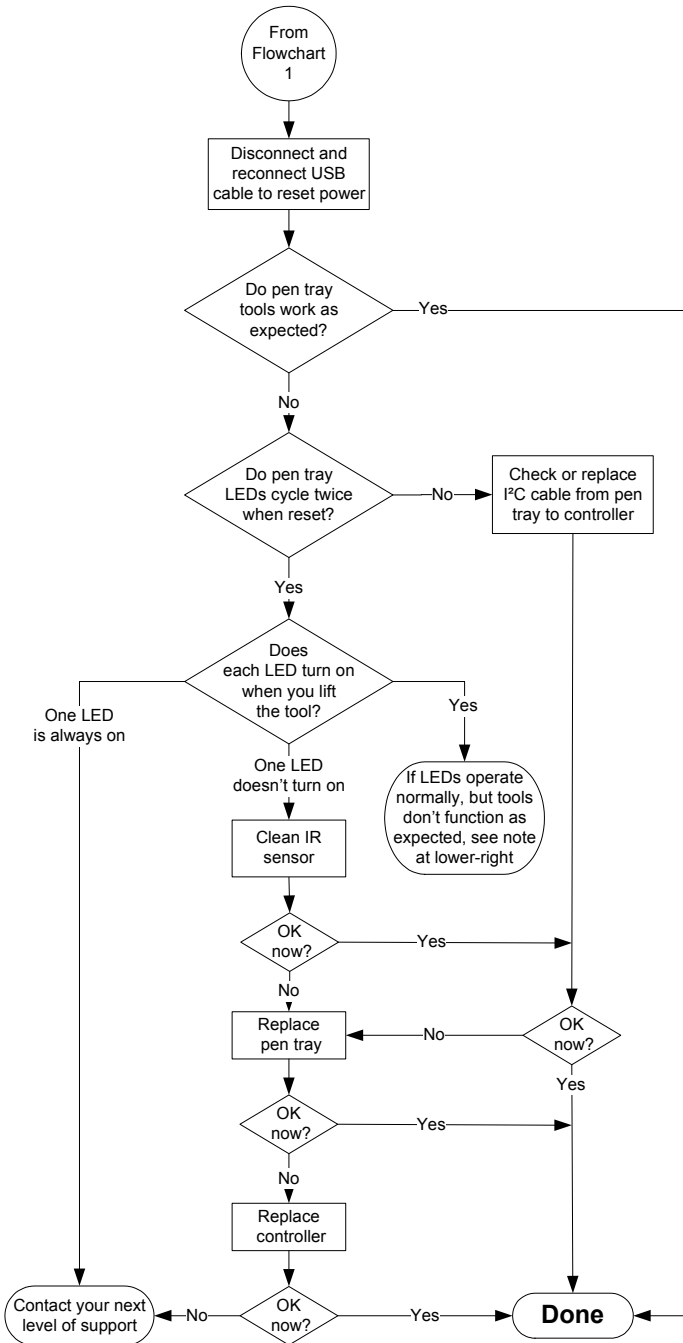 From
Flowchart
1
Disconnect and
reconnect USB
cable to reset power
Do pen tray
tools work as
expected?
Yes
No
Do pen tray
LEDs cycle twice
when reset?
No
Check or replace
I²C cable from pen
tray to controller
Yes
Does
each LED turn on
when you lift
the tool?
One LED
is always on
Yes
One LED
doesn't turn on
If LEDs operate
normally, but tools
don't function as
expected, see note
at lower-right
Clean IR
sensor
OK
now?
Yes
No
Replace
pen tray
No
OK
now?
Yes
OK
now?
Yes
No
Replace
controller
Contact your next
level of support
No
OK
now?
Yes
Done